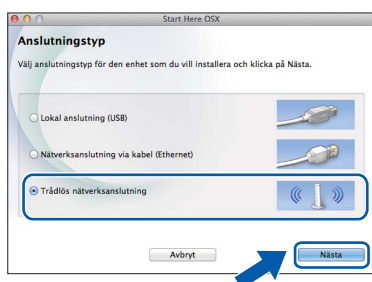 Start Here OSX
Anslutningstyp
Välj anslutningstyp för den enhet som du vill installera och klicka på Nästa.
Lokal anslutning (USB)
Nätverksanslutning via kabel (Ethernet)
Trådlös nätverksanslutning
Avbryt
Nästa